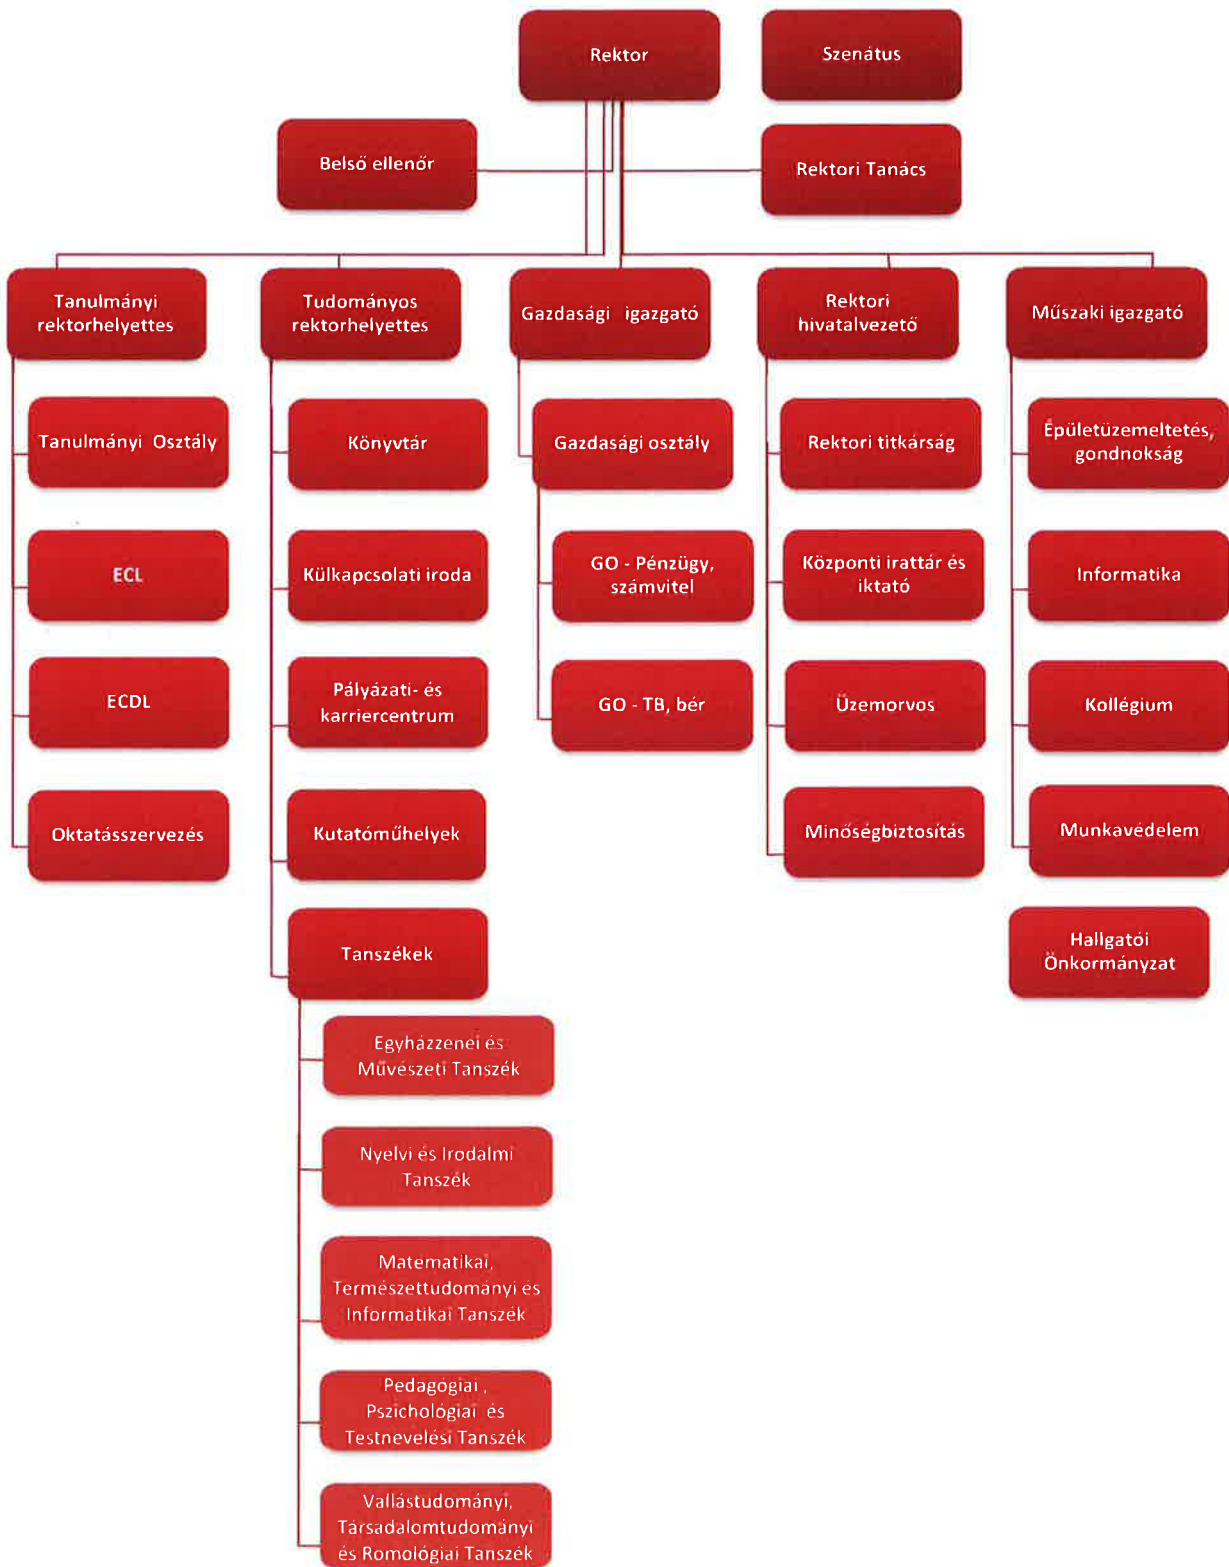 Rektor
Szenátus
Belső ellenőr
Rektori Tanács
Tanulmányi
rektorhelyettes
Tudományos
rektorhelyettes
Gazdasági igazgató
Rektori
hivatalvezető
Műszaki igazgató
Tanulmányi Osztály
ECL
ECDL
Oktatásszervezés
Könyvtár
Külkapcsolati iroda
Pályázati- és
karriercentrum
Kutatóműhelyek
Tanszékek
Egyházzenei és
Művészeti Tanszék
Nyelvi és Irodalmi
Tanszék
Matematikai,
Természettudományi és
Informatikai Tanszék
Pedagógiai ,
Pszichológiai és
Testnevelési Tanszék
Vallástudományi,
Társadalomtudományi
és Romológiai Tanszék
Gazdasági osztály
GO - Pénzügy,
számvitel
GO - TB, bér
Rektori titkárság
Központi irattár és
iktató
Üzemorvos
Minőségbiztosítás
Épületüzemeltetés,
gondnokság
Informatika
Kollégium
Munkavédelem
Hallgatói
Önkormányzat